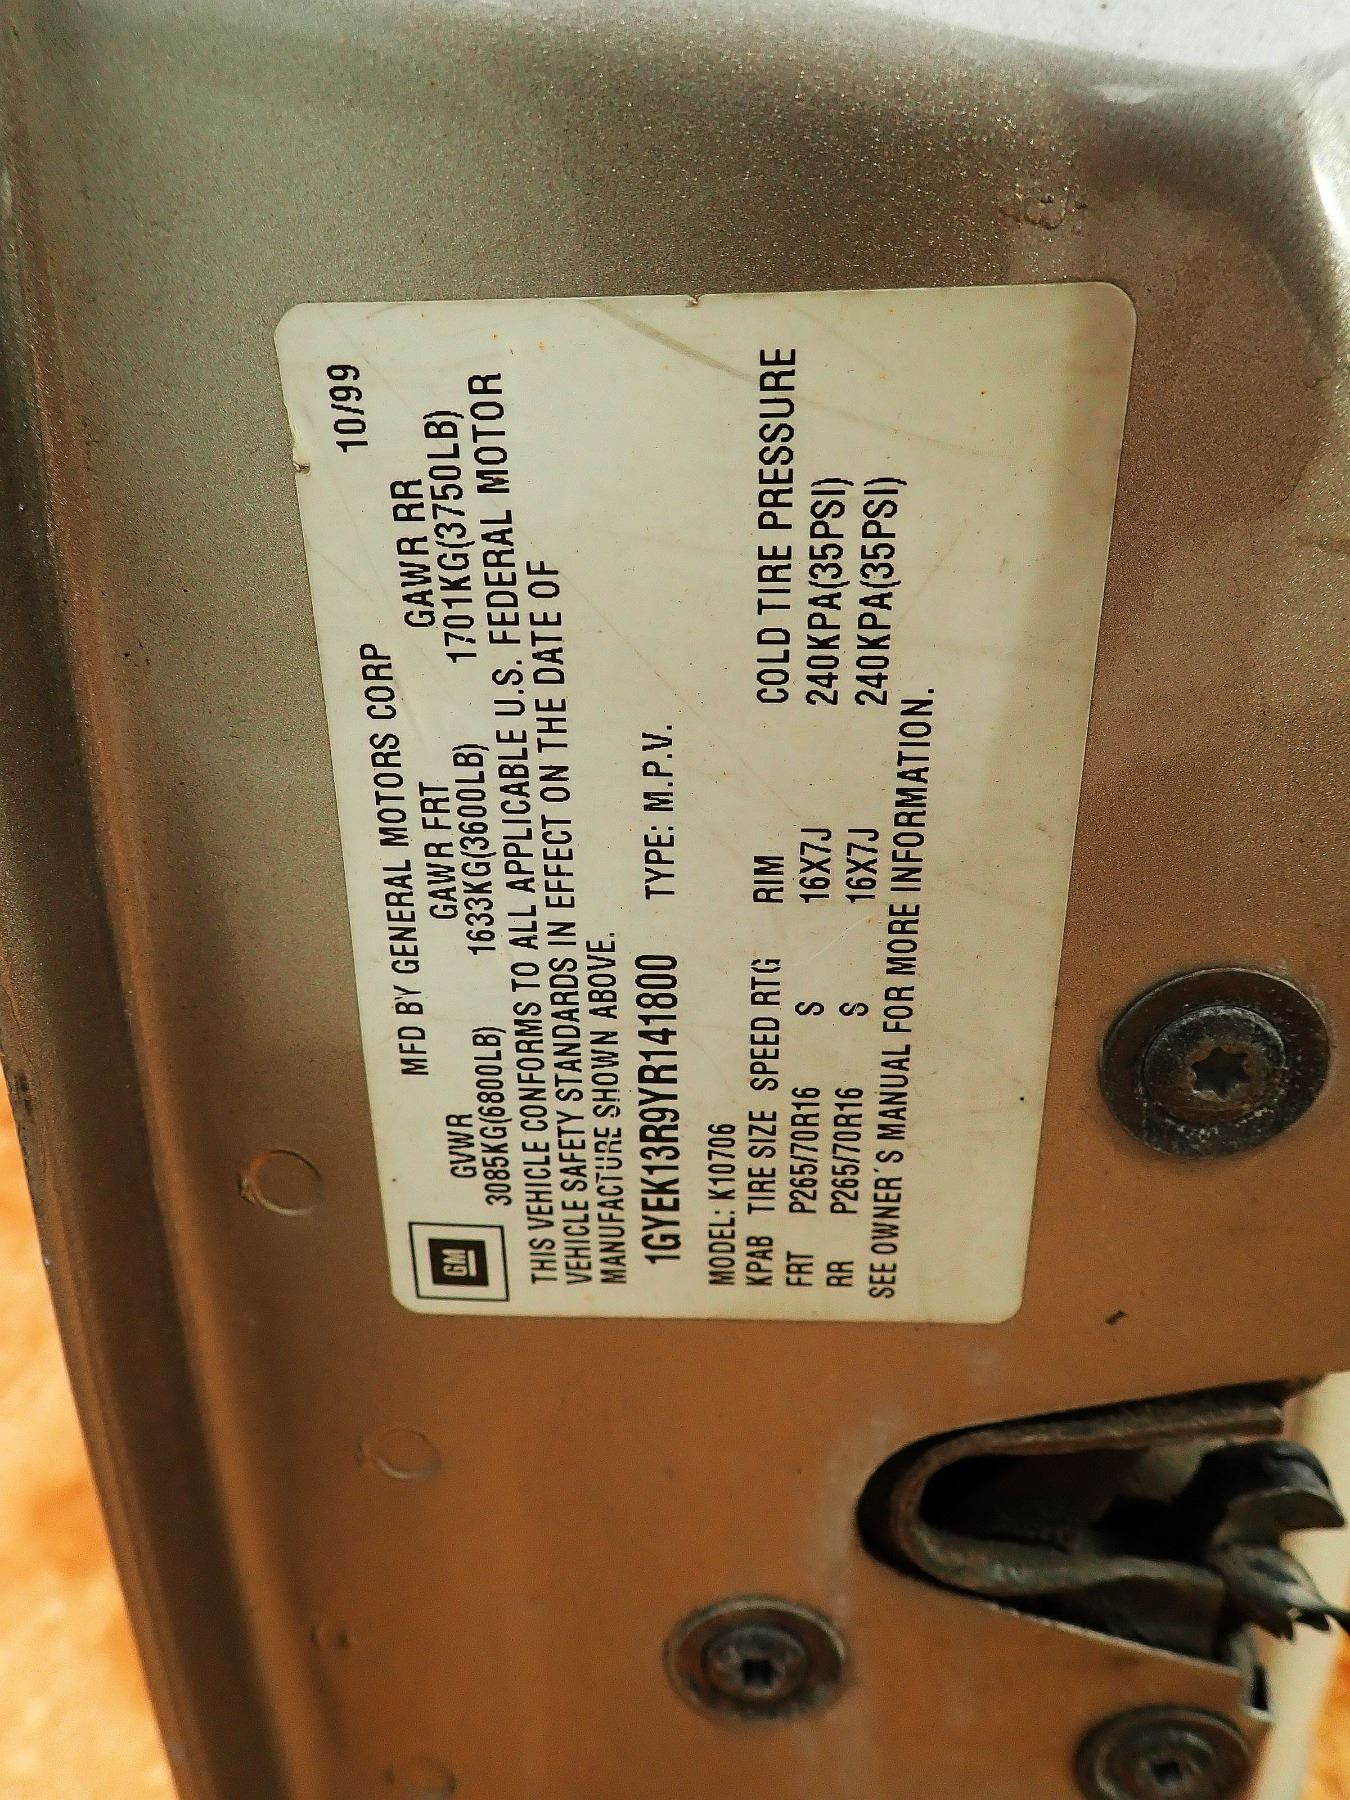 MFD BY GENERAL MOTORS CORP 10/99
GM
GVWR GAWR FRT GAWR RR
3085KG(6800LB) 1633KG(3600LB) 1701KG(3750LB)
THIS VEHICLE CONFORMS TO ALL APPLICABLE U.S. FEDERAL MOTOR
VEHICLE SAFETY STANDARDS IN EFFECT ON THE DATE OF
MANUFACTURE SHOWN ABOVE.
1GYEK13R9YR141800 TYPE: M.P.V.
MODEL: K10706
KPAB TIRE SIZE SPEED RTG RIM COLD TIRE PRESSURE
FRT P265/70R16 S 16X7J 240KPA(35PSI)
RR P265/70R16 S 16X7J 240KPA(35PSI)
SEE OWNER´S MANUAL FOR MORE INFORMATION.